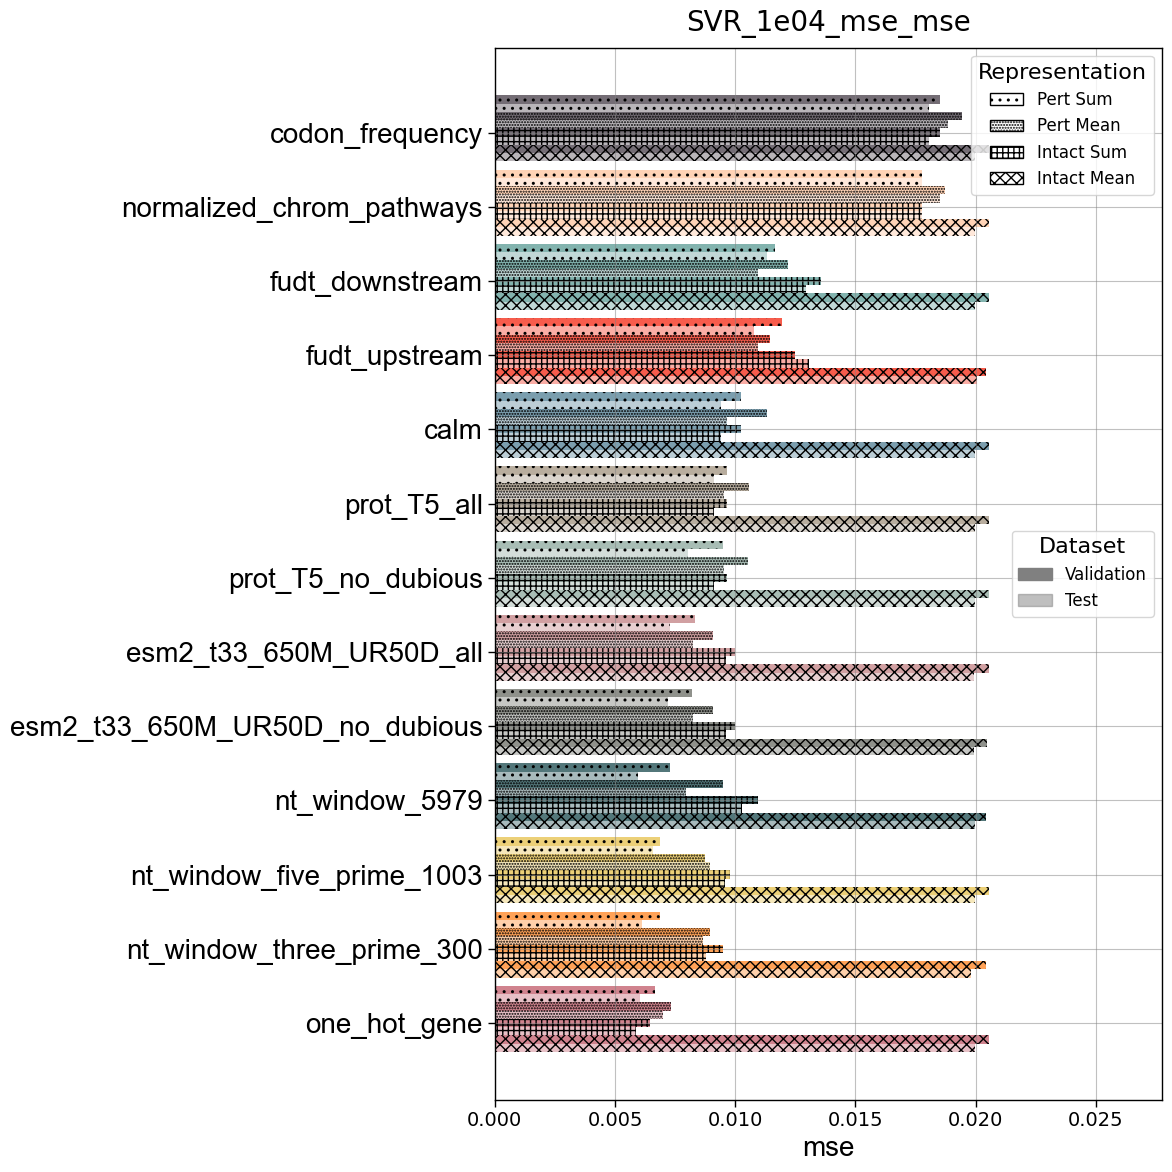 SVR_1e04_mse_mse
Representation
Pert Sum
Pert Mean
Intact Sum
Intact Mean
codon_frequency
normalized_chrom_pathways
fudt_downstream
fudt_upstream
calm
prot_T5_all
prot_T5_no_dubious
esm2_t33_650M_UR50D_all
esm2_t33_650M_UR50D_no_dubious
nt_window_5979
nt_window_five_prime_1003
nt_window_three_prime_300
one_hot_gene
Dataset
Validation
Test
0.000 0.005 0.010 0.015 0.020 0.025
mse